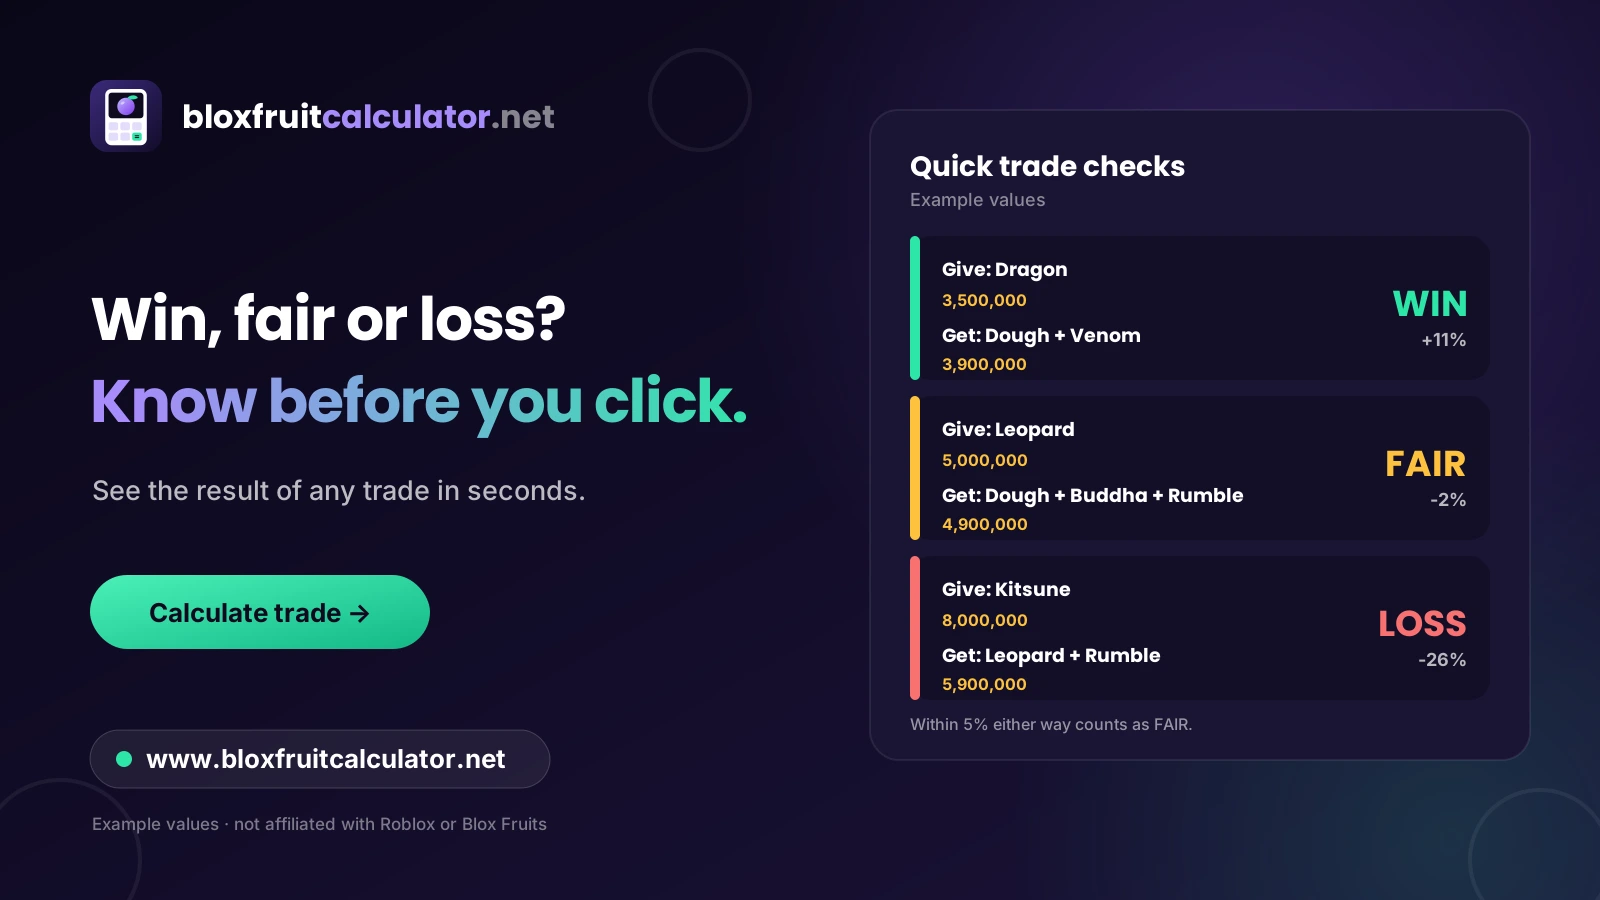 bloxfruitcalculator.net
Win, fair or loss?
Know before you click.
See the result of any trade in seconds.
Calculate trade →
www.bloxfruitcalculator.net
Example values · not affiliated with Roblox or Blox Fruits
Quick trade checks
Example values
Give: Dragon
3,500,000
Get: Dough + Venom
3,900,000
WIN
+11%
Give: Leopard
5,000,000
Get: Dough + Buddha + Rumble
4,900,000
FAIR
-2%
Give: Kitsune
8,000,000
Get: Leopard + Rumble
5,900,000
LOSS
-26%
Within 5% either way counts as FAIR.